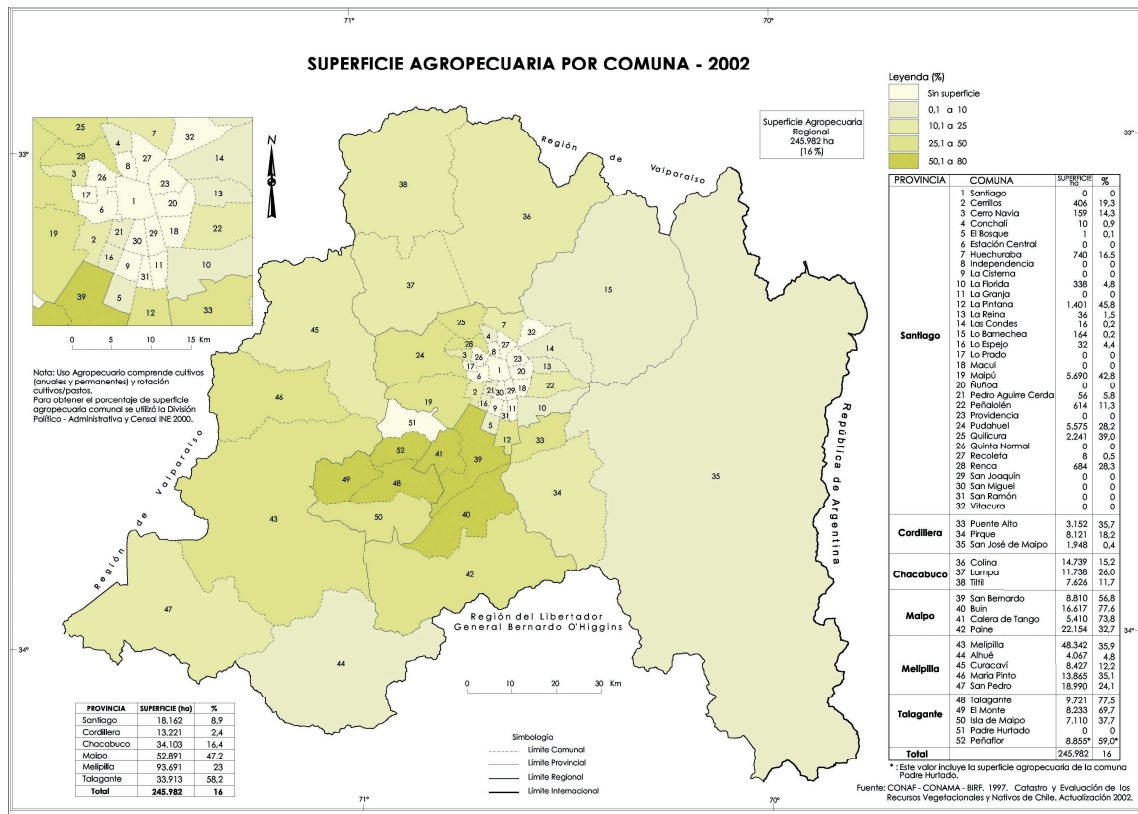 71°
70°
SUPERFICIE AGROPECUARIA POR COMUNA - 2002
Leyenda (%)
Sin superficie
0,1 a 10
10,1 a 25
25,1 a 50
50,1 a 80
Superficie Agropecuaria
Regional
245.982 ha
(16 %)
33°
33°
N
Región de Valparaíso
Región de Valparaíso
República de Argentina
Región del Libertador
General Bernardo O'Higgins
34°
34°
0 5 10 15 Km
Nota: Uso Agropecuario comprende cultivos
(anuales y permanentes) y rotación
cultivos/pastos.
Para obtener el porcentaje de superficie
agropecuaria comunal se utilizó la División
Político - Administrativa y Censal INE 2000.
0 10 20 30 Km
PROVINCIA COMUNA SUPERFICIE ha %
Santiago
1 Santiago 0 0
2 Cerrillos 406 19,3
3 Cerro Navia 159 14,3
4 Conchalí 10 0,9
5 El Bosque 1 0,1
6 Estación Central 0 0
7 Huechuraba 740 16,5
8 Independencia 0 0
9 La Cisterna 0 0
10 La Florida 338 4,8
11 La Granja 0 0
12 La Pintana 1.401 45,8
13 La Reina 36 1,5
14 Las Condes 16 0,2
15 Lo Barnechea 164 0,2
16 Lo Espejo 32 4,4
17 Lo Prado 0 0
18 Macul 0 0
19 Maipú 5.690 42,8
20 Ñuñoa 0 0
21 Pedro Aguirre Cerda 56 5,8
22 Peñalolén 614 11,3
23 Providencia 0 0
24 Pudahuel 5.575 28,2
25 Quilicura 2.241 39,0
26 Quinta Normal 0 0
27 Recoleta 8 0,5
28 Renca 684 28,3
29 San Joaquín 0 0
30 San Miguel 0 0
31 San Ramón 0 0
32 Vitacura 0 0
Cordillera
33 Puente Alto 3.152 35,7
34 Pirque 8.121 18,2
35 San José de Maipo 1.948 0,4
Chacabuco
36 Colina 14.739 15,2
37 Lampa 11.738 26,0
38 Tiltil 7.626 11,7
Maipo
39 San Bernardo 8.810 56,8
40 Buin 16.617 77,6
41 Calera de Tango 5.410 73,8
42 Paine 22.154 32,7
Melipilla
43 Melipilla 48.342 35,9
44 Alhué 4.067 4,8
45 Curacaví 8.427 12,2
46 María Pinto 13.865 35,1
47 San Pedro 18.990 24,1
Talagante
48 Talagante 9.721 77,5
49 El Monte 8.233 69,7
50 Isla de Maipo 7.110 37,7
51 Padre Hurtado 0 0
52 Peñaflor 8.855* 59,0*
Total 245.982 16
* : Este valor incluye la superficie agropecuaria de la comuna
Padre Hurtado.
Fuente: CONAF - CONAMA - BIRF. 1997. Catastro y Evaluación de los
Recursos Vegetacionales y Nativos de Chile. Actualización 2002.
PROVINCIA SUPERFICIE (ha) %
Santiago 18.162 8,9
Cordillera 13.221 2,4
Chacabuco 34.103 16,4
Maipo 52.891 47,2
Melipilla 93.691 23
Talagante 33.913 58,2
Total 245.982 16
Simbología
Límite Comunal
Límite Provincial
Límite Regional
Límite Internacional
71°
70°